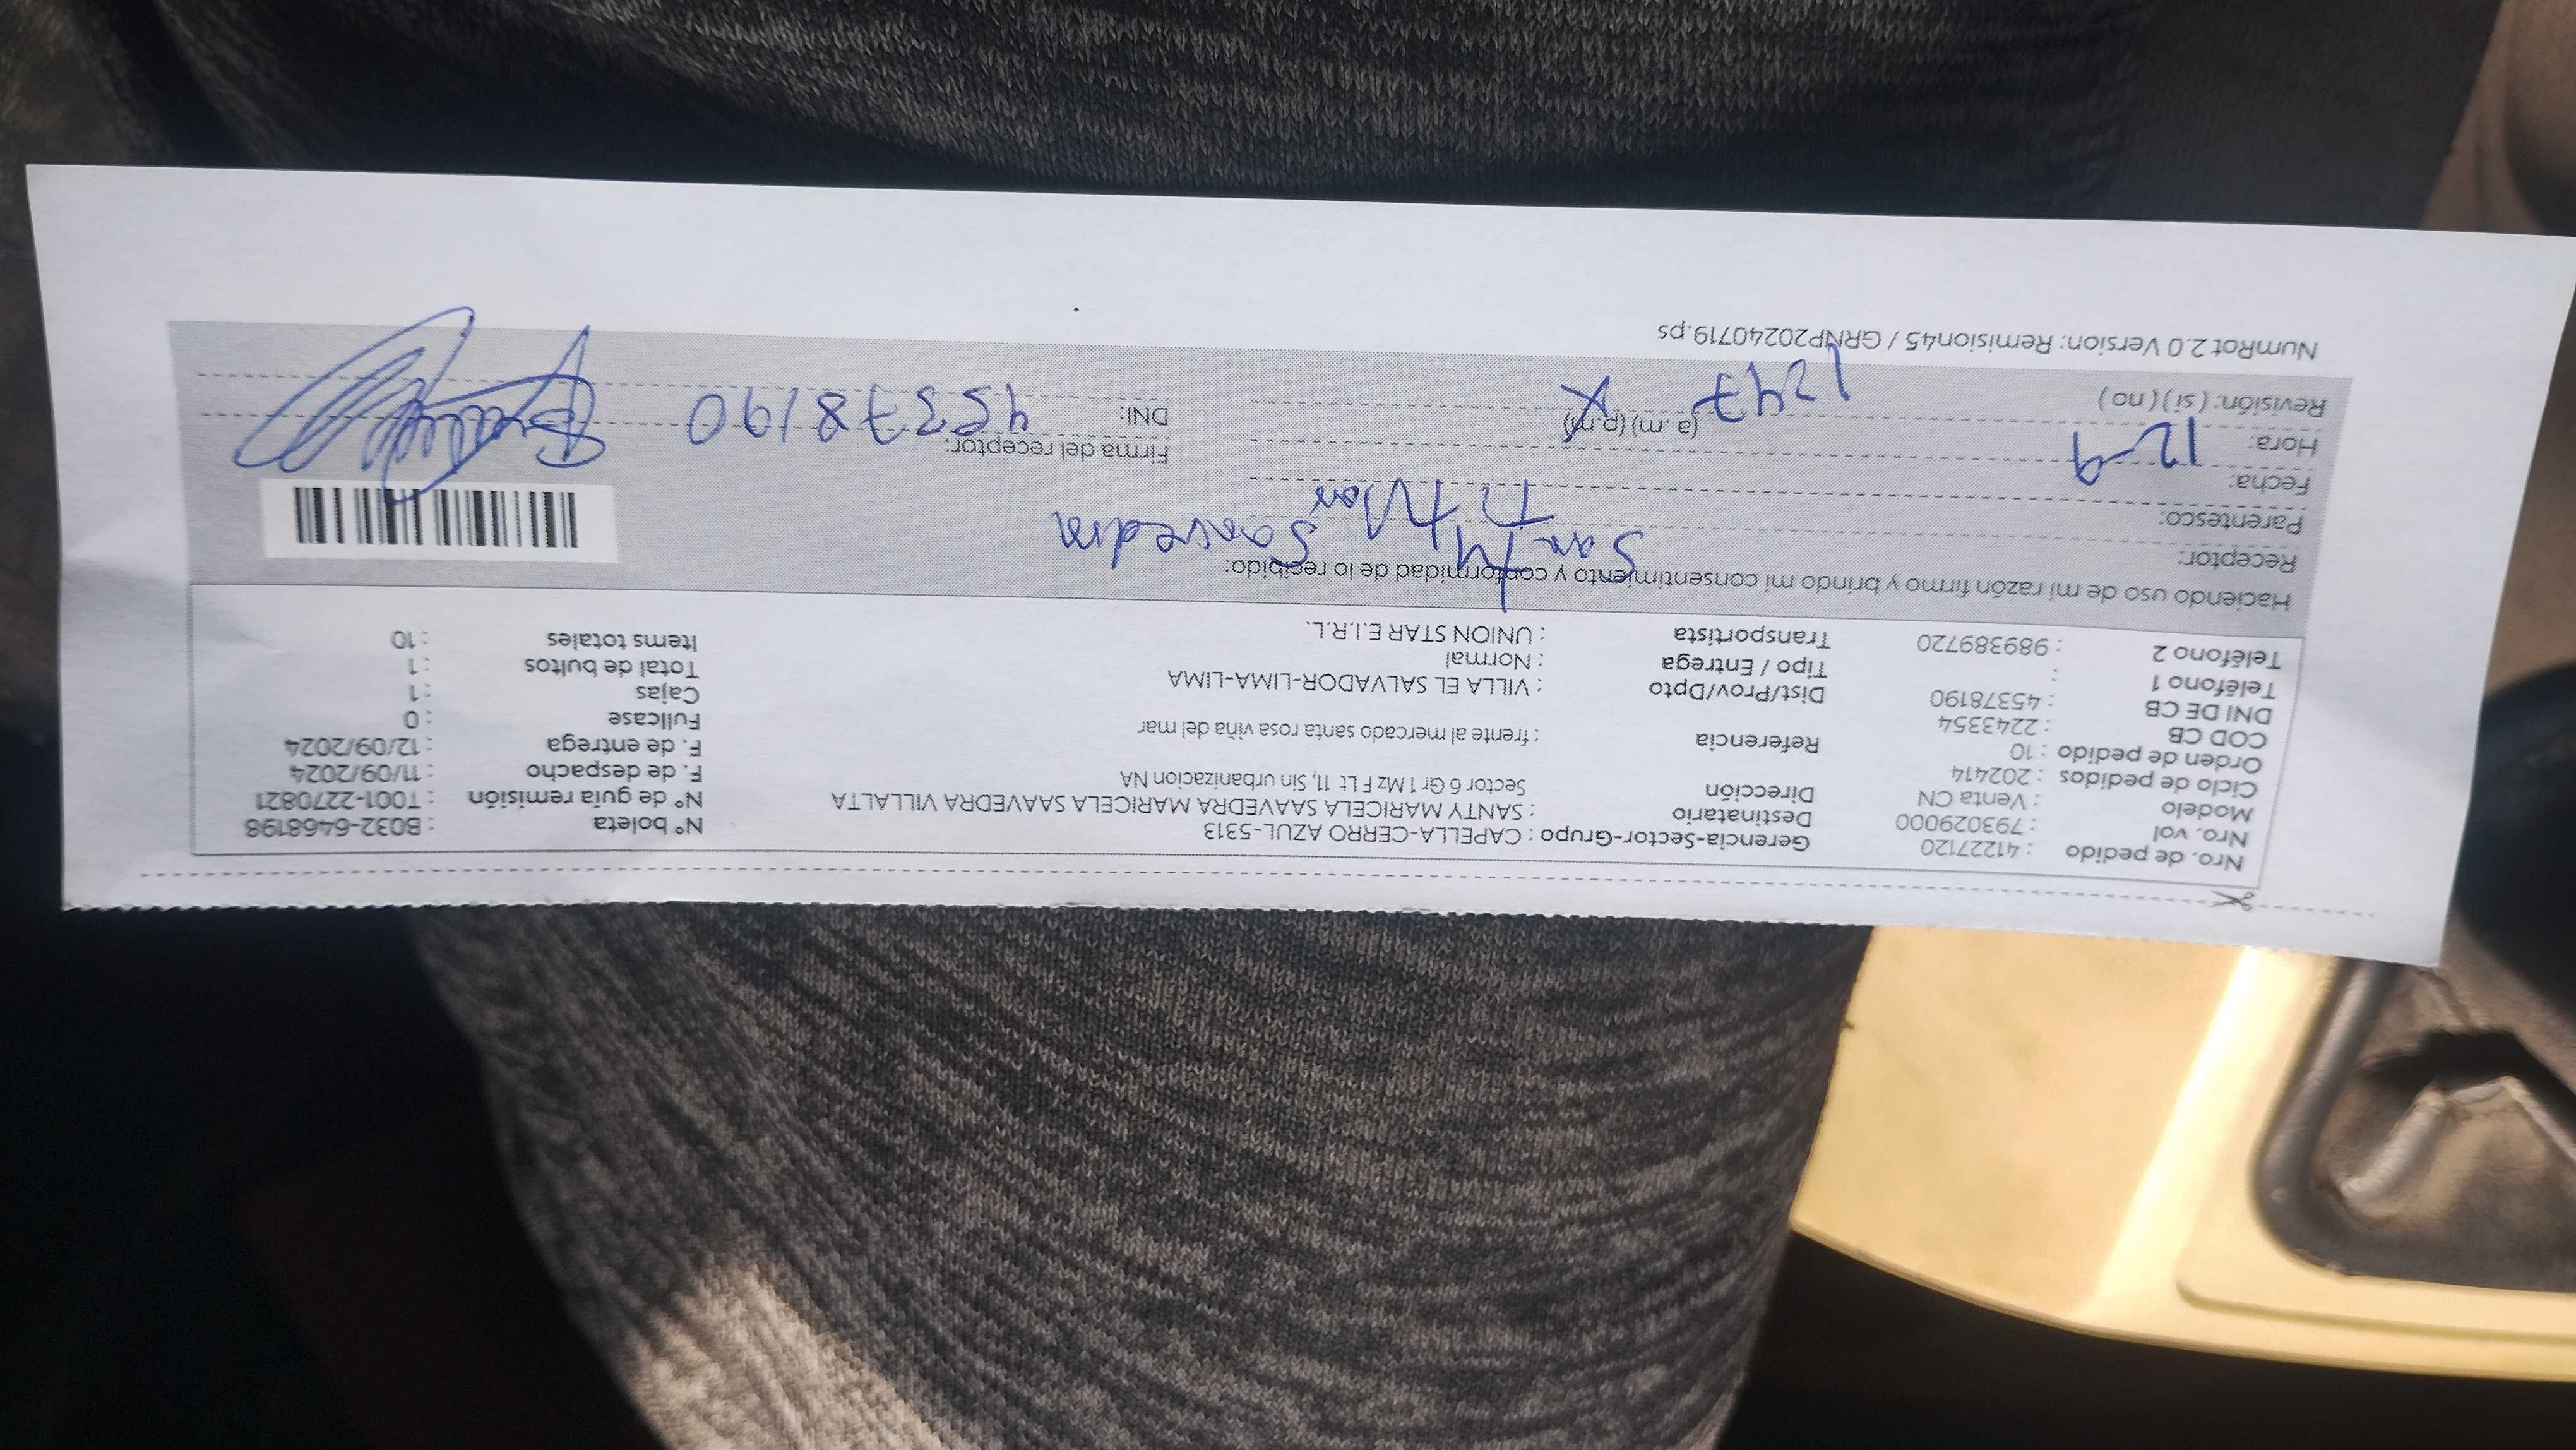 Nro. de pedido : 41227120 Gerencia-Sector-Grupo : CAPELLA-CERRO AZUL-5313 N° boleta : B032-6468198
Nro. vol : 793029000 Destinatario : SANTY MARICELA SAAVEDRA MARICELA SAAVEDRA VILLALTA N° de guía remisión : T001-2270821
Modelo : Venta CN Dirección Sector 6 Gr 1 Mz F Lt 11, Sin urbanizacion NA F. de despacho : 11/09/2024
Ciclo de pedidos : 202414 F. de entrega : 12/09/2024
Orden de pedido : 10 Referencia : frente al mercado santa rosa viña del mar Fullcase : 0
COD CB : 2243354 Cajas : 1
DNI DE CB : 45378190 Dist/Prov/Dpto : VILLA EL SALVADOR-LIMA-LIMA Total de bultos : 1
Teléfono 1 : Tipo / Entrega : Normal Items totales : 10
Teléfono 2 : 989389720 Transportista : UNION STAR E.I.R.L.
Haciendo uso de mi razón firmo y brindo mi consentimiento y conformidad de lo recibido:
Receptor: Santy Saavedra
Parentesco: Titular
Fecha: 12-9 Firma del receptor:
Hora: 1247 (a.m) (p.m) X DNI: 45378190
Revisión: ( si ) ( no )
NumRot 2.0 Version: Remision45 / GRNP20240719.ps